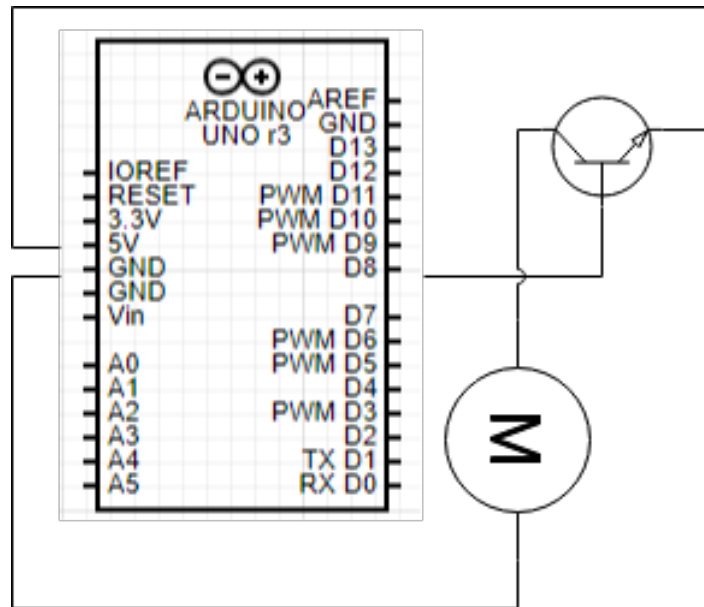 ARDUINO
UNO r3
AREF
GND
D13
D12
PWM D11
PWM D10
PWM D9
D8
D7
PWM D6
PWM D5
D4
PWM D3
D2
TX D1
RX D0
IOREF
RESET
3.3V
5V
GND
GND
Vin
A0
A1
A2
A3
A4
A5
M